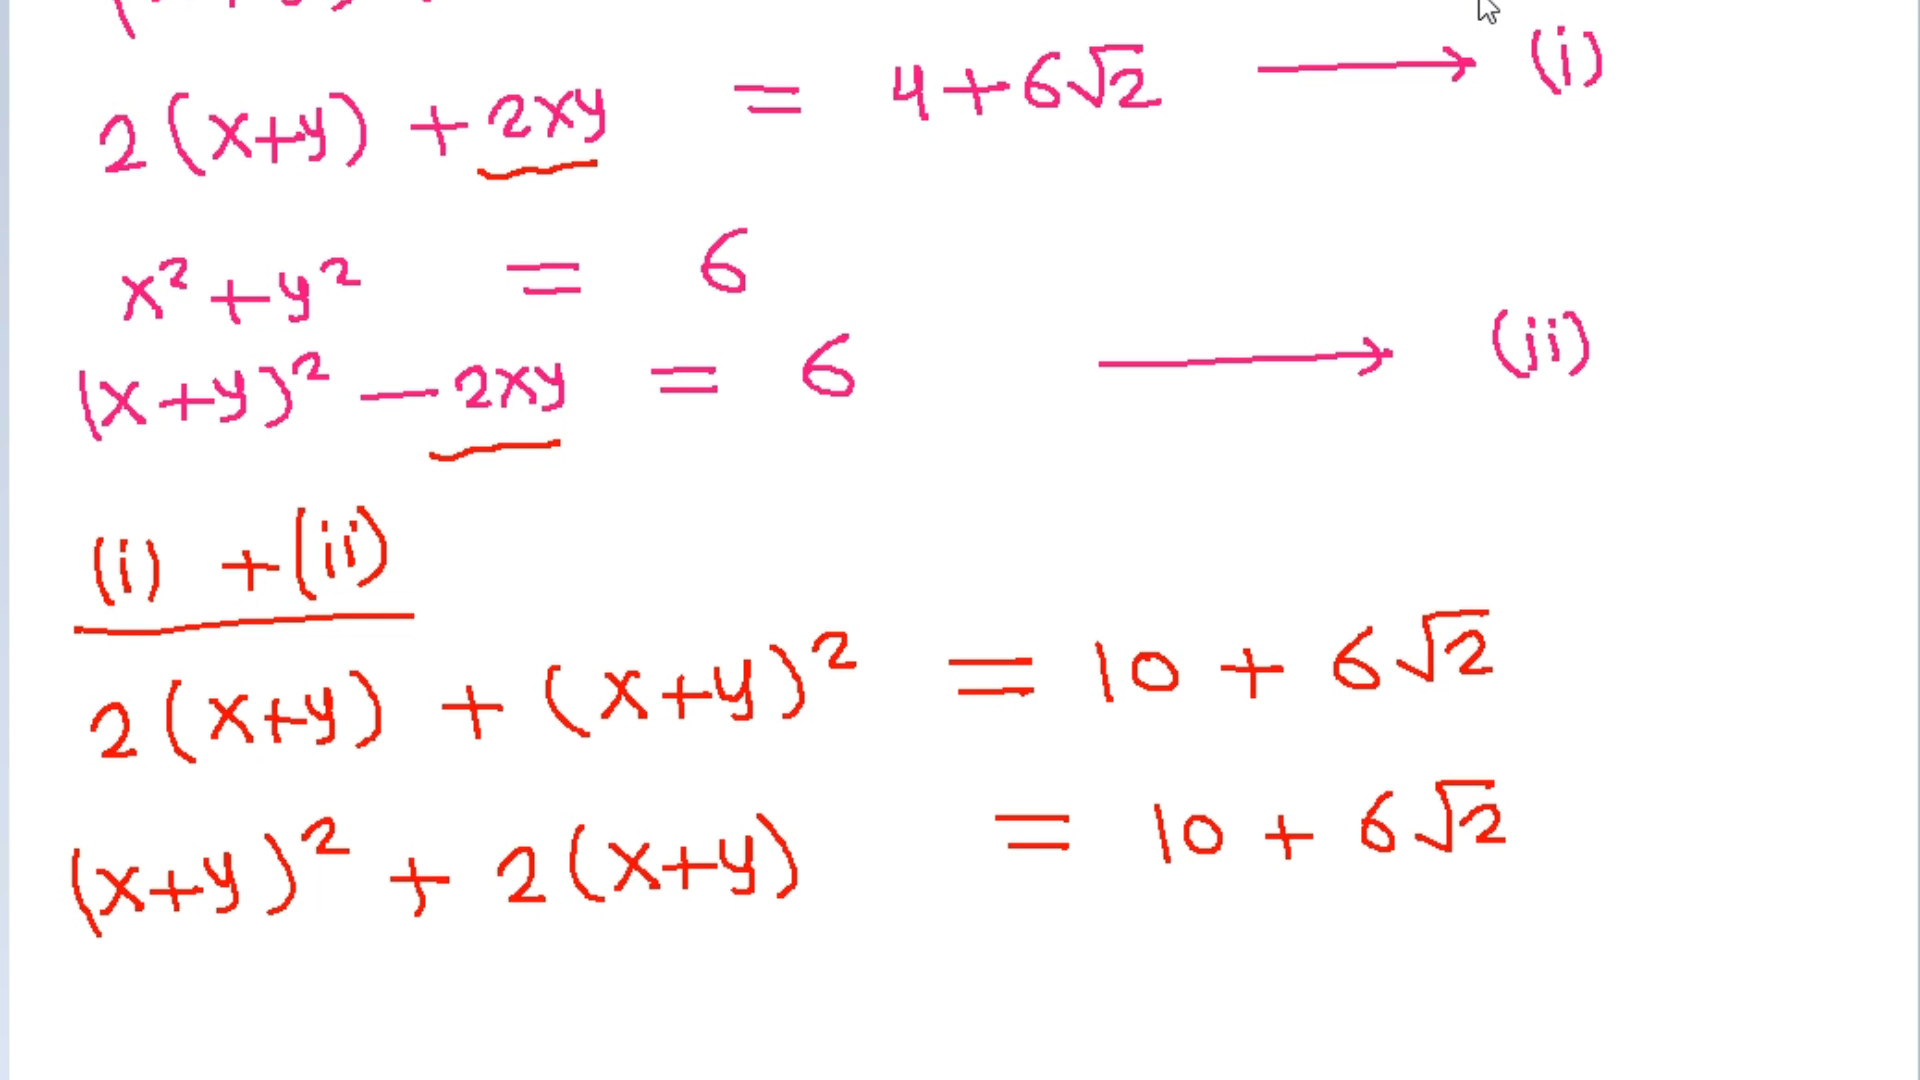 2(x+y) + 2xy = 4+6√2 ⟶ (i)
x² + y² = 6
(x+y)² - 2xy = 6 ⟶ (ii)
(i) + (ii)
2(x+y) + (x+y)² = 10 + 6√2
(x+y)² + 2(x+y) = 10 + 6√2